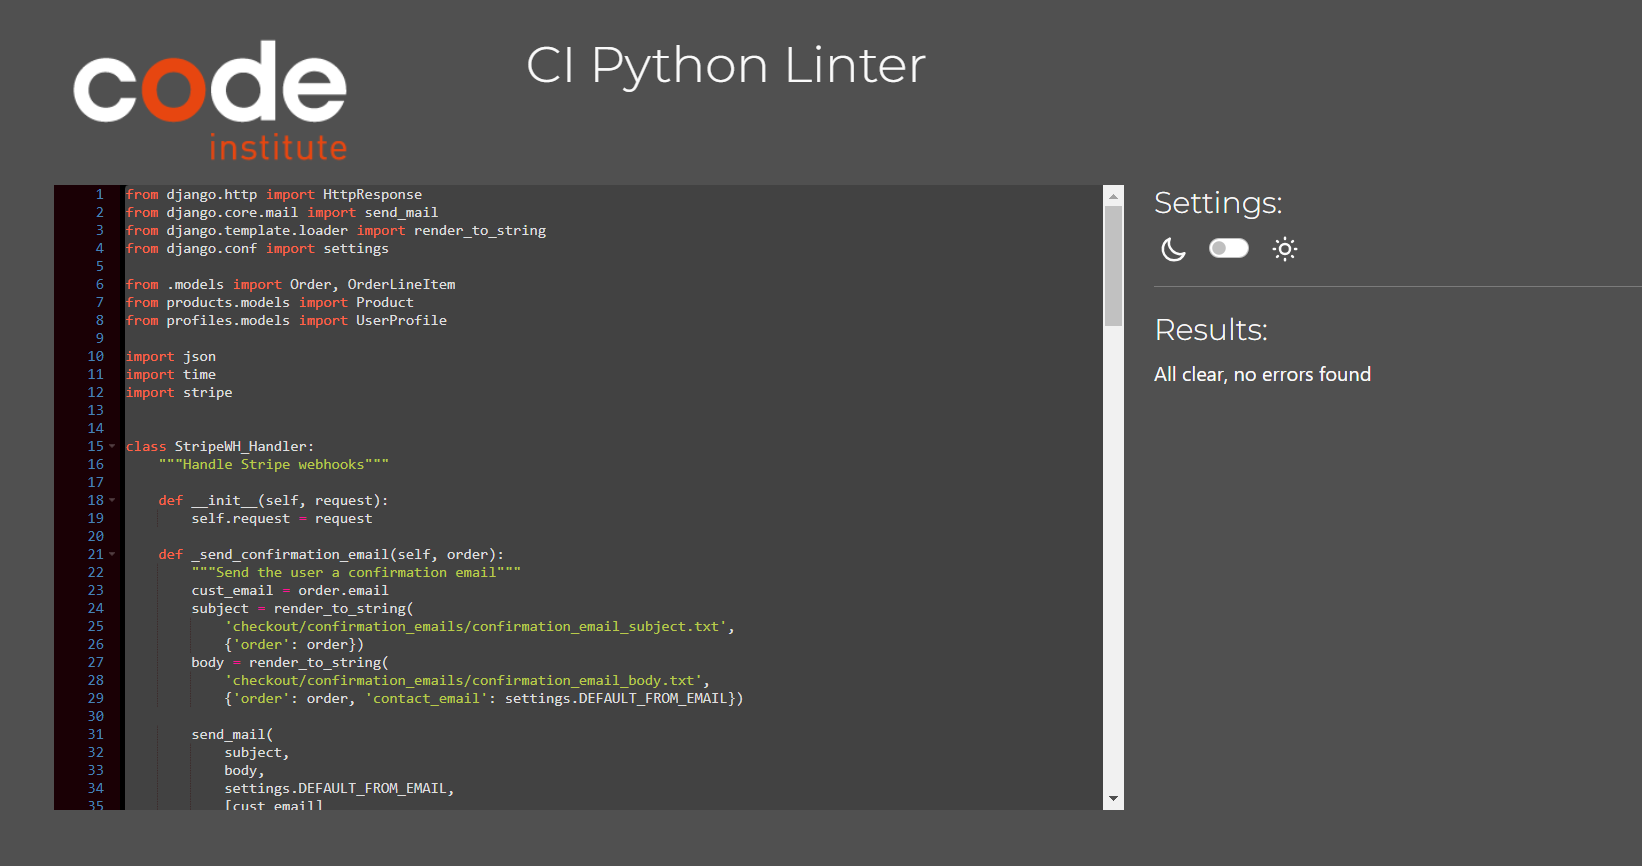 code
institute
CI Python Linter
1 from django.http import HttpResponse
2 from django.core.mail import send_mail
3 from django.template.loader import render_to_string
4 from django.conf import settings
5
6 from .models import Order, OrderLineItem
7 from products.models import Product
8 from profiles.models import UserProfile
9
10 import json
11 import time
12 import stripe
13
14
15 class StripeWH_Handler:
16     """Handle Stripe webhooks"""
17
18     def __init__(self, request):
19         self.request = request
20
21     def _send_confirmation_email(self, order):
22         """Send the user a confirmation email"""
23         cust_email = order.email
24         subject = render_to_string(
25             'checkout/confirmation_emails/confirmation_email_subject.txt',
26             {'order': order})
27         body = render_to_string(
28             'checkout/confirmation_emails/confirmation_email_body.txt',
29             {'order': order, 'contact_email': settings.DEFAULT_FROM_EMAIL})
30
31         send_mail(
32             subject,
33             body,
34             settings.DEFAULT_FROM_EMAIL,
35             [cust_email]
Settings:
Results:
All clear, no errors found